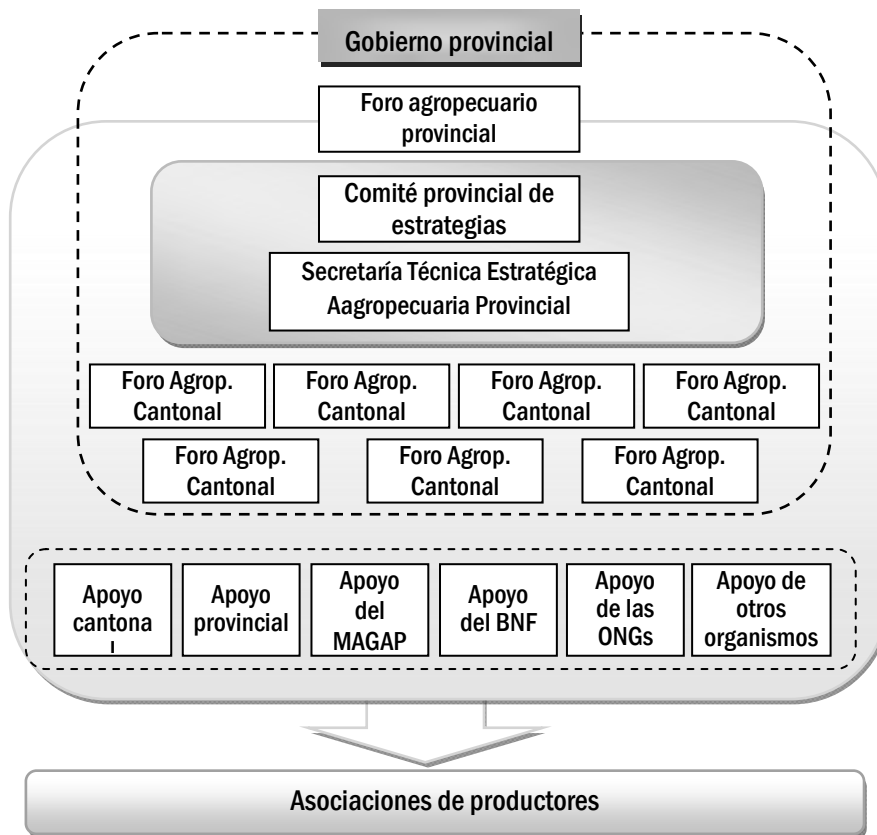 Gobierno provincial
Foro agropecuario
provincial
Comité provincial de
estrategias
Secretaría Técnica Estratégica
Aagropecuaria Provincial
Foro Agrop.
Cantonal
Foro Agrop.
Cantonal
Foro Agrop.
Cantonal
Foro Agrop.
Cantonal
Foro Agrop.
Cantonal
Foro Agrop.
Cantonal
Foro Agrop.
Cantonal
Apoyo
cantona
l
Apoyo
provincial
Apoyo
del
MAGAP
Apoyo
del BNF
Apoyo
de las
ONGs
Apoyo de
otros
organismos
Asociaciones de productores